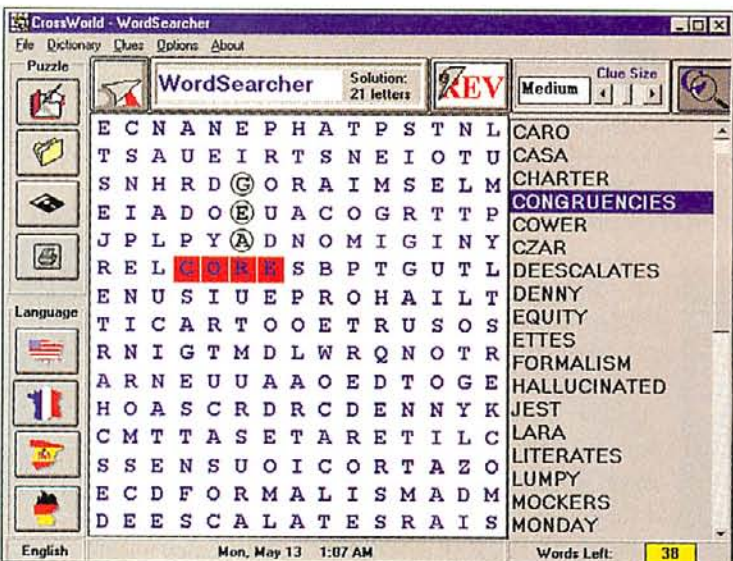 CrossWorld - WordSearcher
File Dictionary Clues Options About
Puzzle
WordSearcher
Solution:
21 letters
REV
Medium
Clue Size
E C N A N E P H A T P S T N L
T S A U E I R T S N E I O T U
S N H R D G O R A I M S E L M
E I A D O E U A C O G R T T P
J P L P Y A D N O M I G I N Y
R E L C O R E S B P T G U T L
E N U S I U E P R O H A I L T
T I C A R T O O E T R U S O S
R N I G T M D L W R Q N O T R
A R N E U U A A O E D T O G E
H O A S C R D R C D E N N Y K
C M T T A S E T A R E T I L C
S S E N S U O I C O R T A Z O
E C D F O R M A L I S M A D M
D E E S C A L A T E S R A I S
CARO
CASA
CHARTER
CONGRUENCIES
COWER
CZAR
DEESCALATES
DENNY
EQUITY
ETTES
FORMALISM
HALLUCINATED
JEST
LARA
LITERATES
LUMPY
MOCKERS
MONDAY
Language
English
Mon, May 13 1:07 AM
Words Left:
38